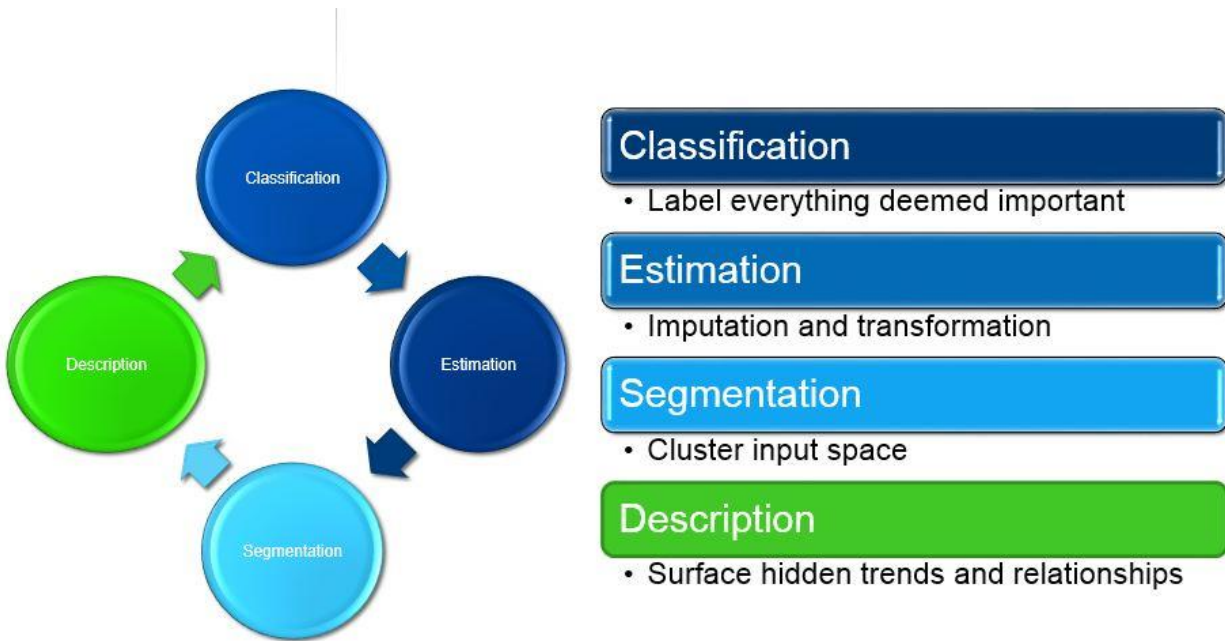 Classification
Estimation
Segmentation
Description
Classification
• Label everything deemed important
Estimation
• Imputation and transformation
Segmentation
• Cluster input space
Description
• Surface hidden trends and relationships